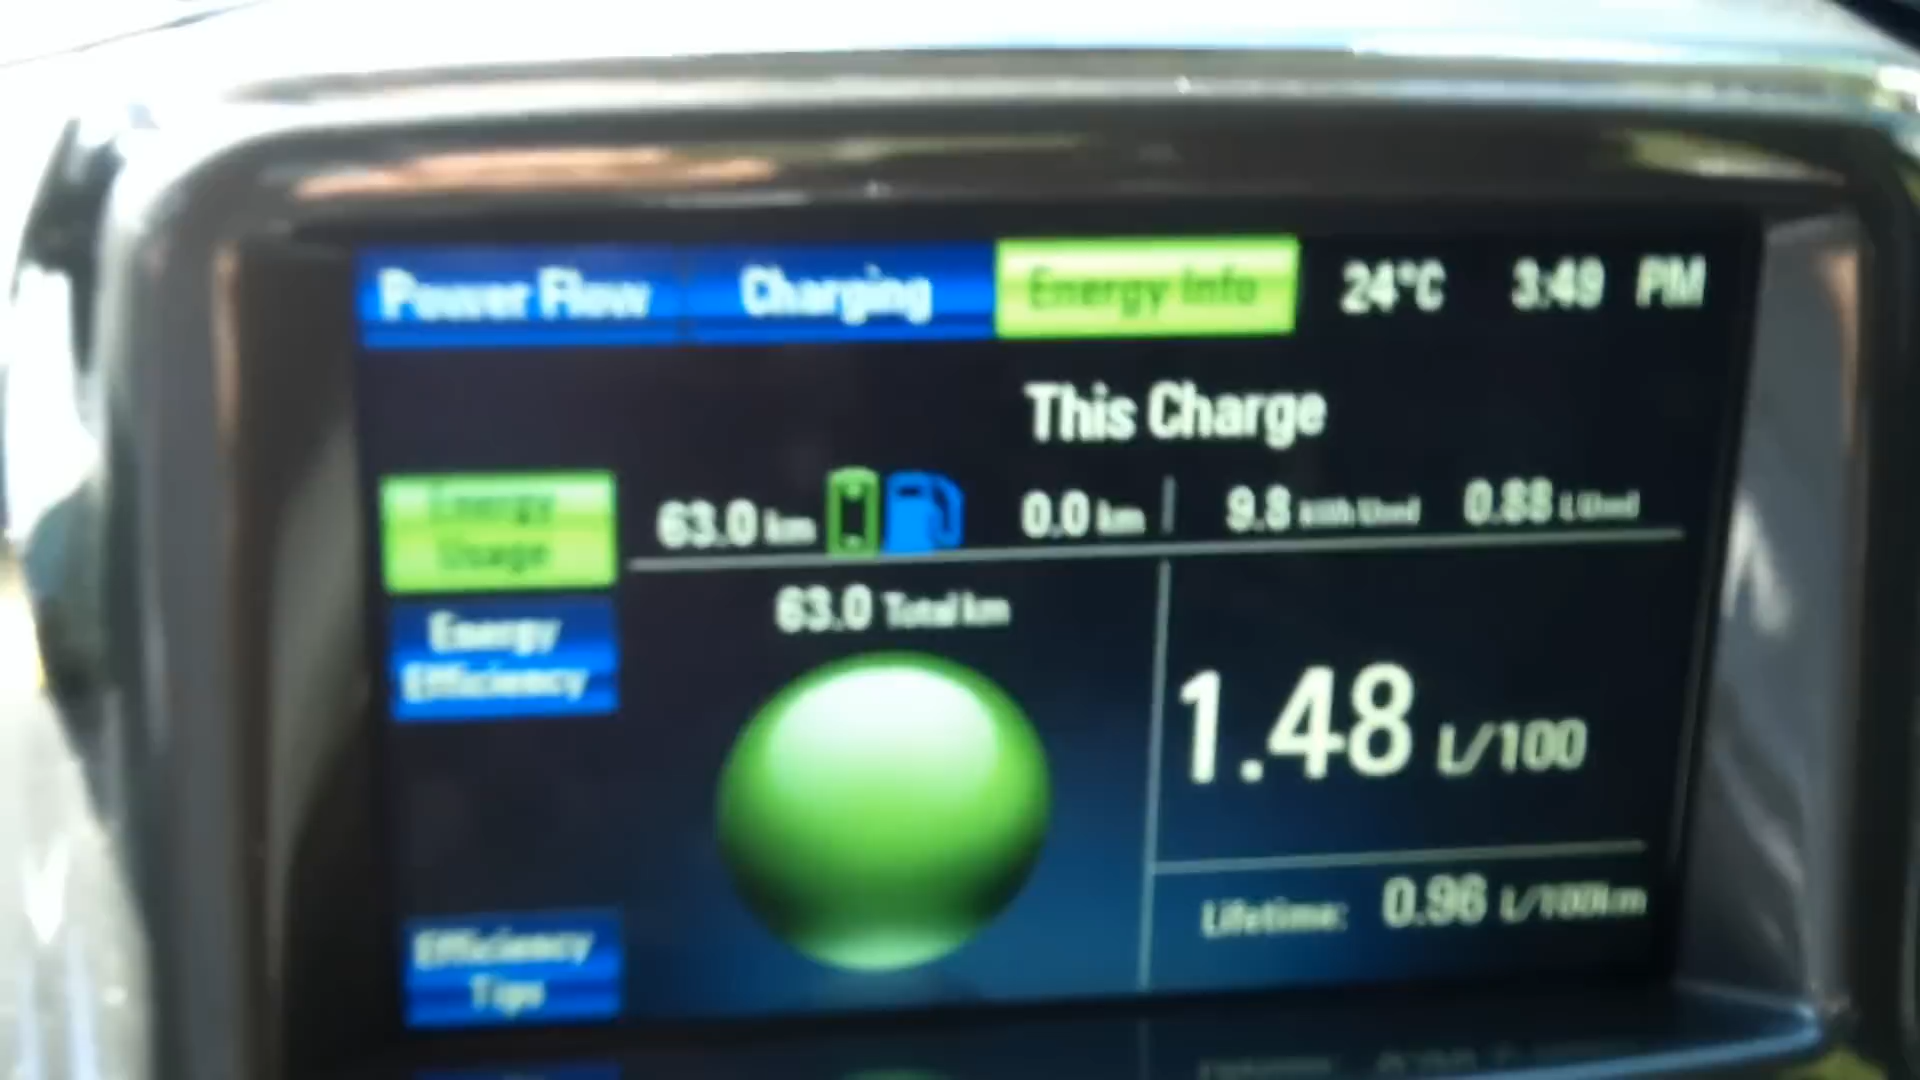 Power Flow Charging Energy Info 24°C 3:49 PM
This Charge
Energy
Usage
63.0 km 0.0 km 9.8 kWh Used 0.88 L Used
63.0 Total km
Energy
Efficiency
1.48 L/100
Lifetime: 0.96 L/100km
Efficiency
Tips